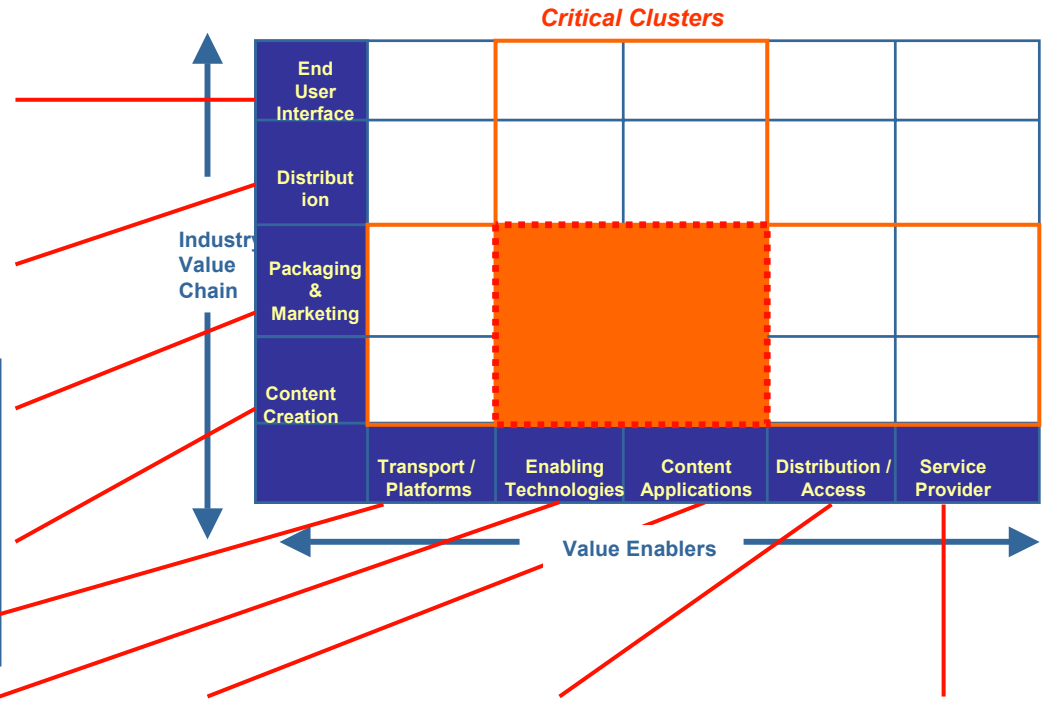 Critical Clusters
End
User
Interface
Distribut
ion
Industry
Value
Chain
Packaging
&
Marketing
Content
Creation
Transport /
Platforms
Enabling
Technologies
Content
Applications
Distribution /
Access
Service
Provider
Value Enablers